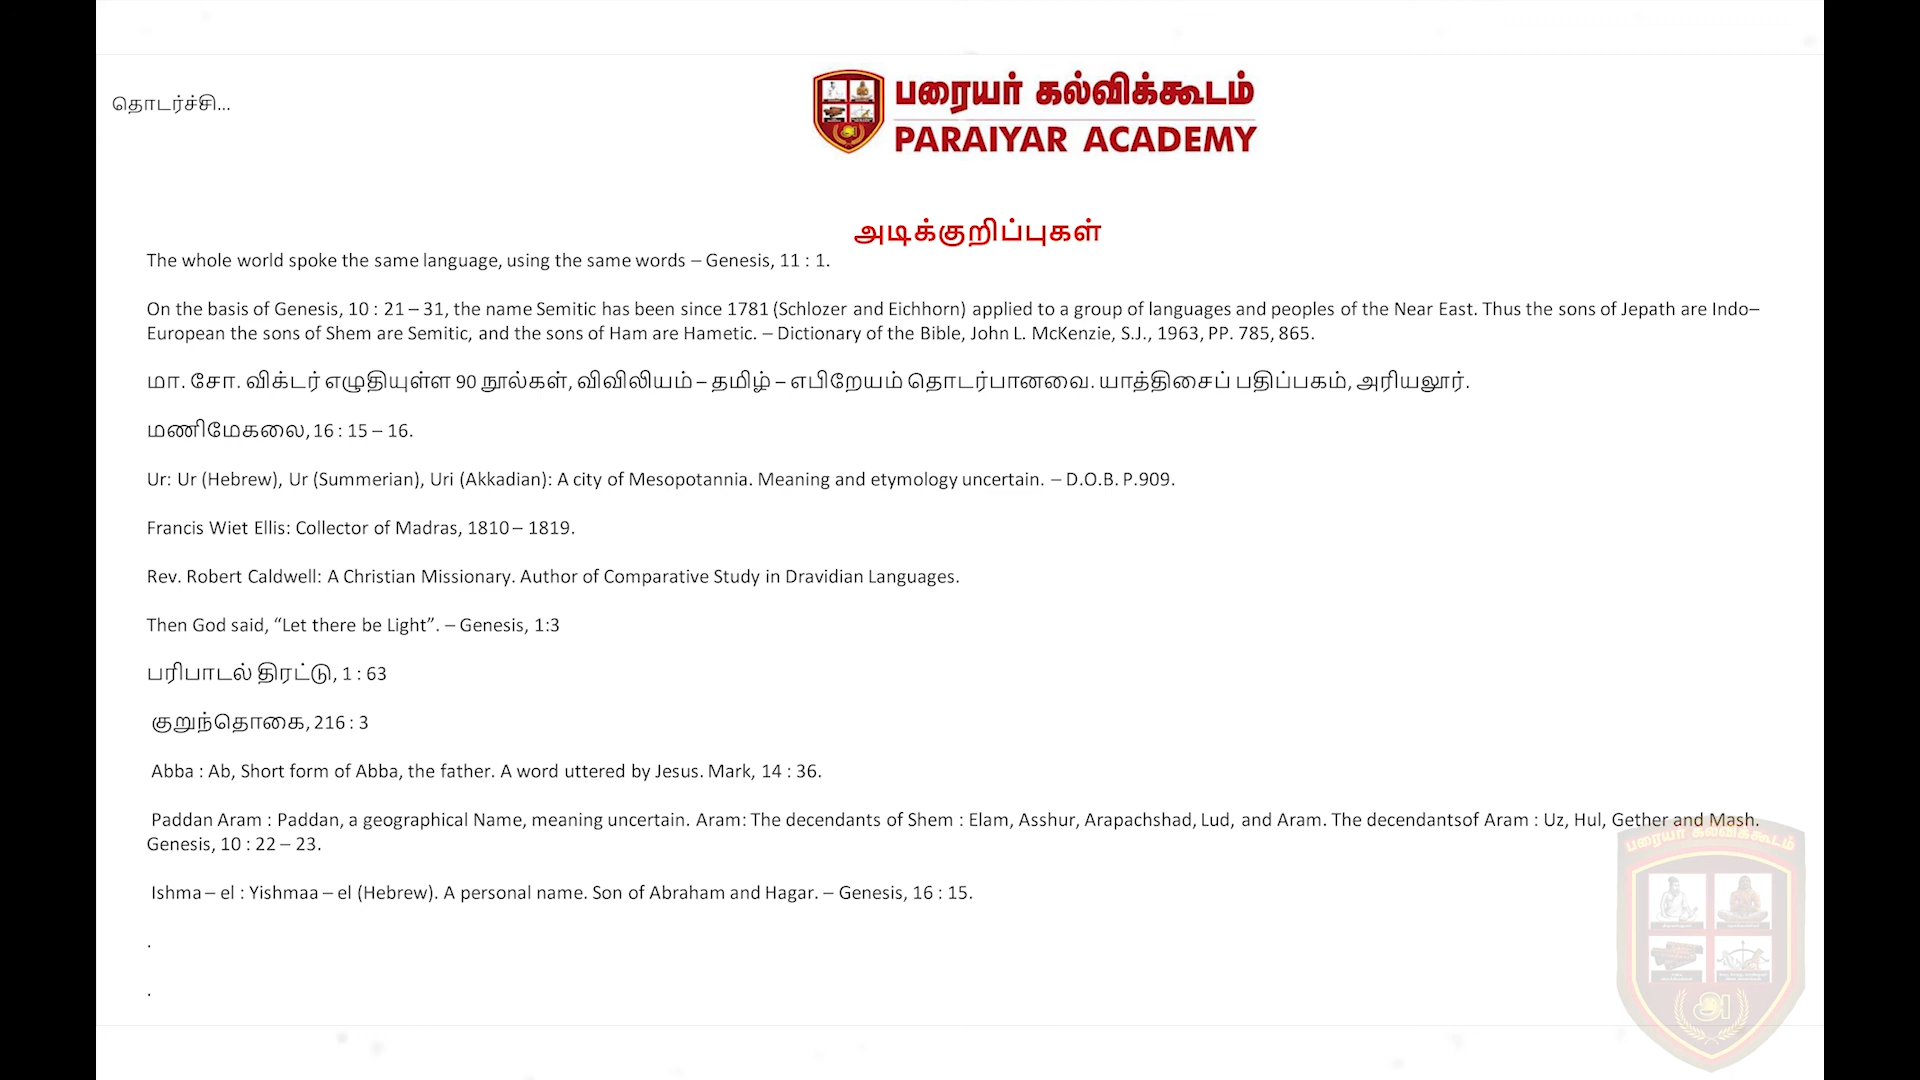 தொடர்ச்சி...
பரையர் கல்விக்கூடம்
PARAIYAR ACADEMY
அடிக்குறிப்புகள்
The whole world spoke the same language, using the same words – Genesis, 11 : 1.
On the basis of Genesis, 10 : 21 – 31, the name Semitic has been since 1781 (Schlozer and Eichhorn) applied to a group of languages and peoples of the Near East. Thus the sons of Jepath are Indo–
European the sons of Shem are Semitic, and the sons of Ham are Hametic. – Dictionary of the Bible, John L. McKenzie, S.J., 1963, PP. 785, 865.
மா. சோ. விக்டர் எழுதியுள்ள 90 நூல்கள், விவிலியம் – தமிழ் – எபிறேயம் தொடர்பானவை. யாத்திசைப் பதிப்பகம், அரியலூர்.
மணிமேகலை, 16 : 15 – 16.
Ur: Ur (Hebrew), Ur (Summerian), Uri (Akkadian): A city of Mesopotannia. Meaning and etymology uncertain. – D.O.B. P.909.
Francis Wiet Ellis: Collector of Madras, 1810 – 1819.
Rev. Robert Caldwell: A Christian Missionary. Author of Comparative Study in Dravidian Languages.
Then God said, “Let there be Light”. – Genesis, 1:3
பரிபாடல் திரட்டு, 1 : 63
குறுந்தொகை, 216 : 3
Abba : Ab, Short form of Abba, the father. A word uttered by Jesus. Mark, 14 : 36.
Paddan Aram : Paddan, a geographical Name, meaning uncertain. Aram: The decendants of Shem : Elam, Asshur, Arapachshad, Lud, and Aram. The decendantsof Aram : Uz, Hul, Gether and Mash.
Genesis, 10 : 22 – 23.
Ishma – el : Yishmaa – el (Hebrew). A personal name. Son of Abraham and Hagar. – Genesis, 16 : 15.
.
.
பரையர் கல்விக்கூடம்
அ